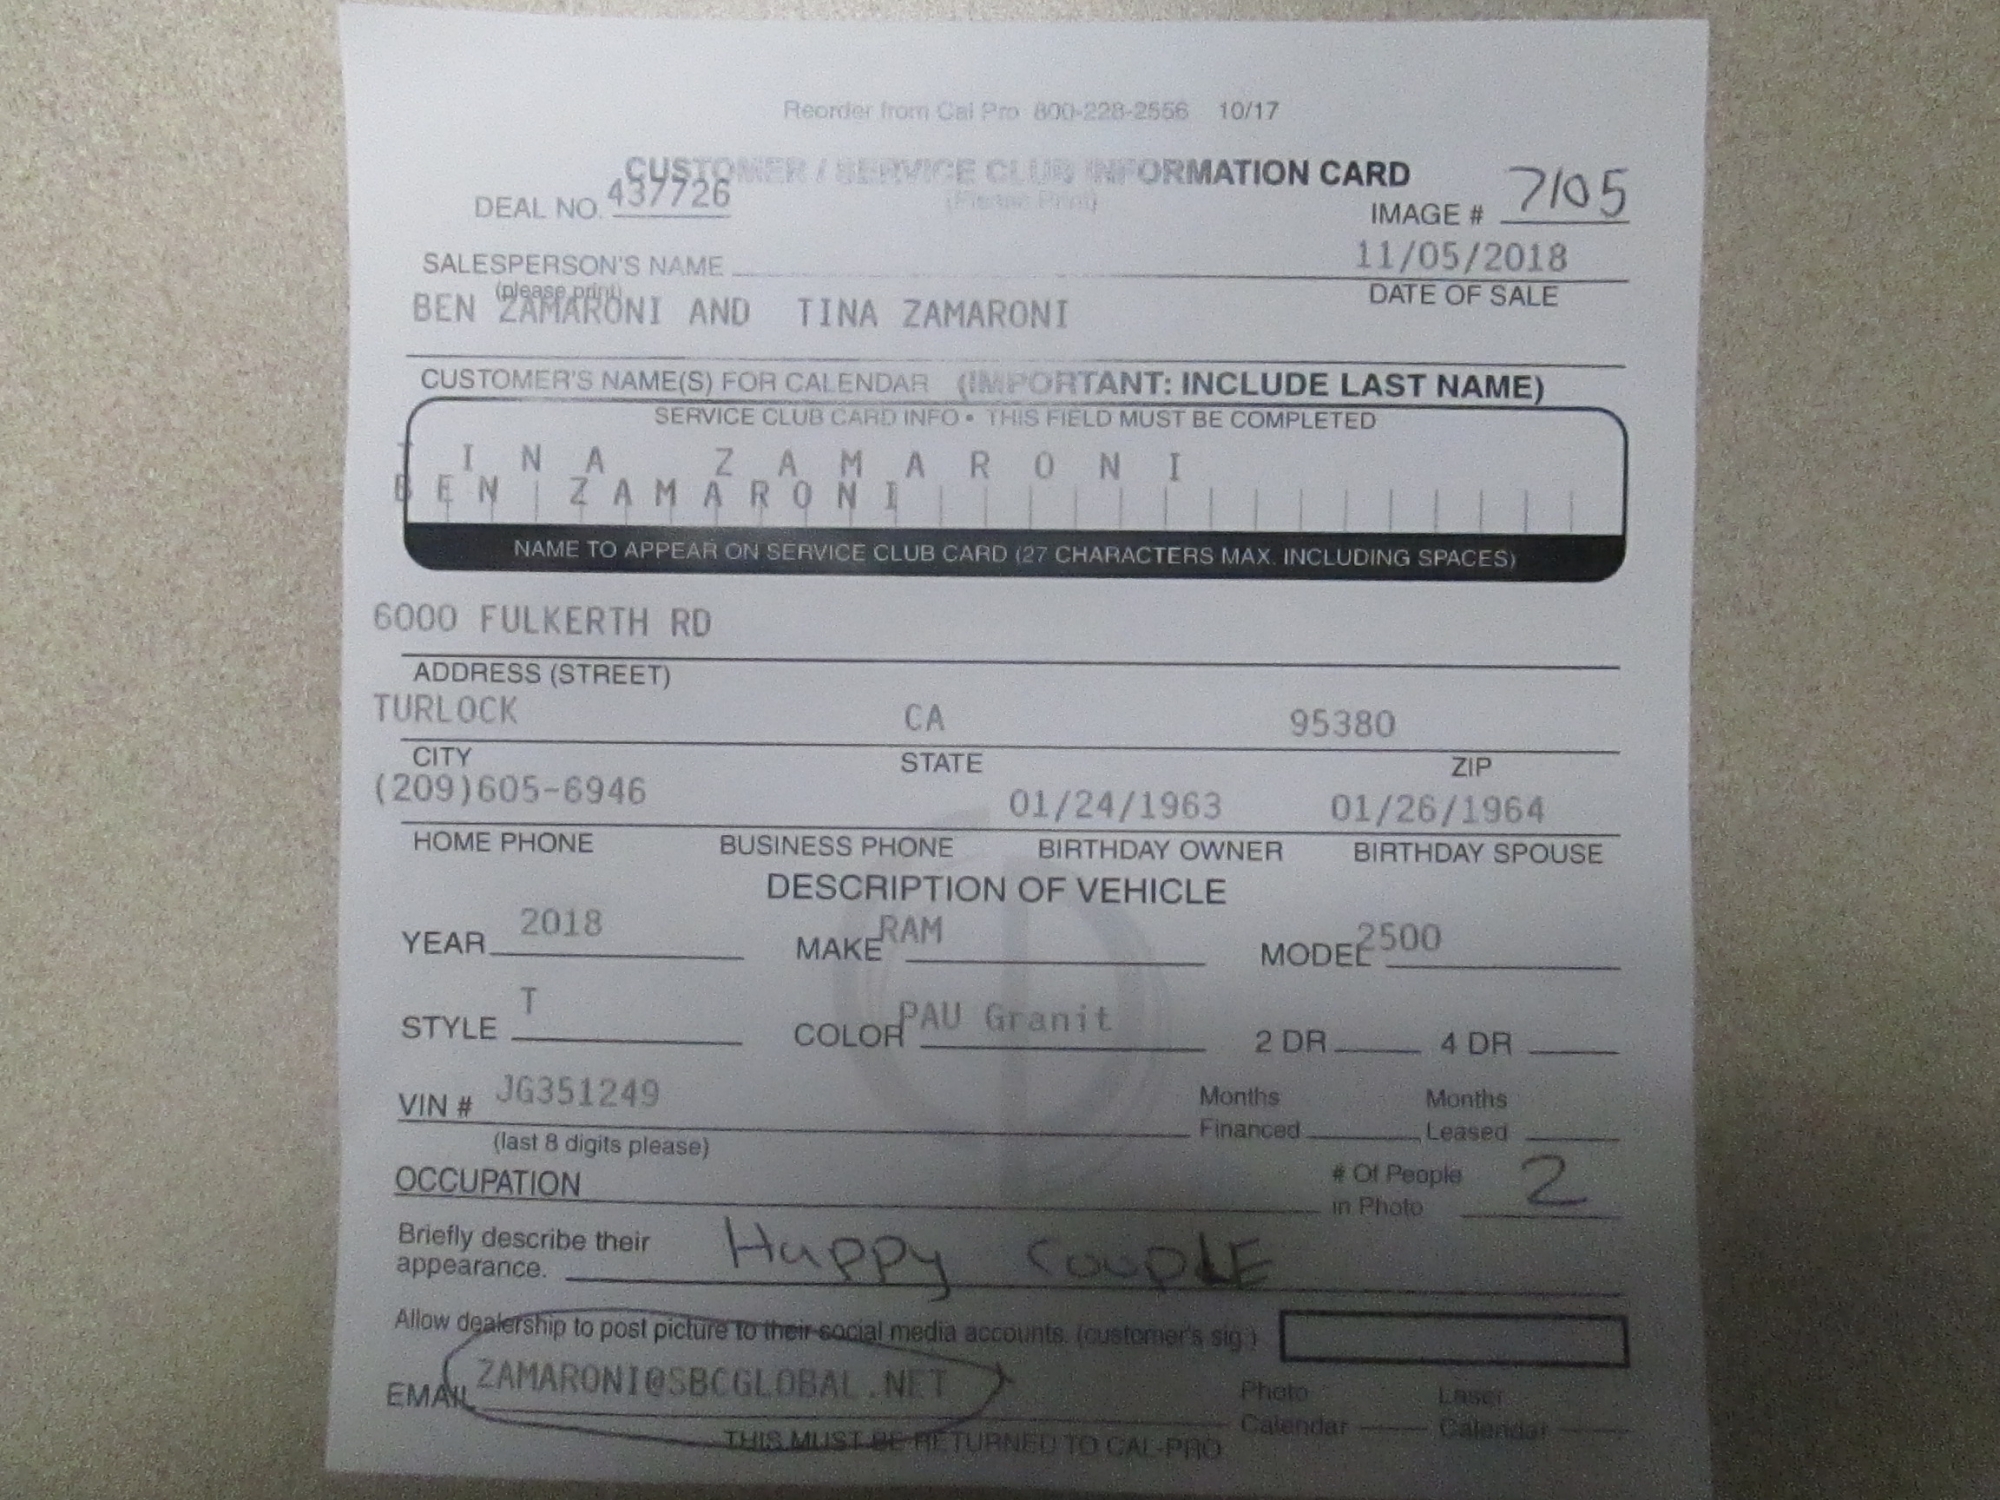 Reorder from Cal Pro 800-228-2556 10/17
CUSTOMER / SERVICE CLUB INFORMATION CARD
(Please Print)
DEAL NO. 437726
IMAGE # 7105
SALESPERSON'S NAME
(please print)
11/05/2018
DATE OF SALE
BEN ZAMARONI AND TINA ZAMARONI
CUSTOMER'S NAME(S) FOR CALENDAR (IMPORTANT: INCLUDE LAST NAME)
SERVICE CLUB CARD INFO • THIS FIELD MUST BE COMPLETED
T I N A Z A M A R O N I
B E N Z A M A R O N I
NAME TO APPEAR ON SERVICE CLUB CARD (27 CHARACTERS MAX. INCLUDING SPACES)
6000 FULKERTH RD
ADDRESS (STREET)
TURLOCK CA 95380
CITY STATE ZIP
(209)605-6946 01/24/1963 01/26/1964
HOME PHONE BUSINESS PHONE BIRTHDAY OWNER BIRTHDAY SPOUSE
DESCRIPTION OF VEHICLE
YEAR 2018 MAKE RAM MODEL 2500
STYLE T COLOR PAU Granit 2 DR 4 DR
VIN # JG351249 Months Financed Months Leased
(last 8 digits please)
OCCUPATION # Of People in Photo 2
Briefly describe their appearance. Happy CoupLE
Allow dealership to post picture to their social media accounts. (customer's sig.)
EMAIL ZAMARONI@SBCGLOBAL.NET Photo Calendar Laser Calendar
THIS MUST BE RETURNED TO CAL-PRO